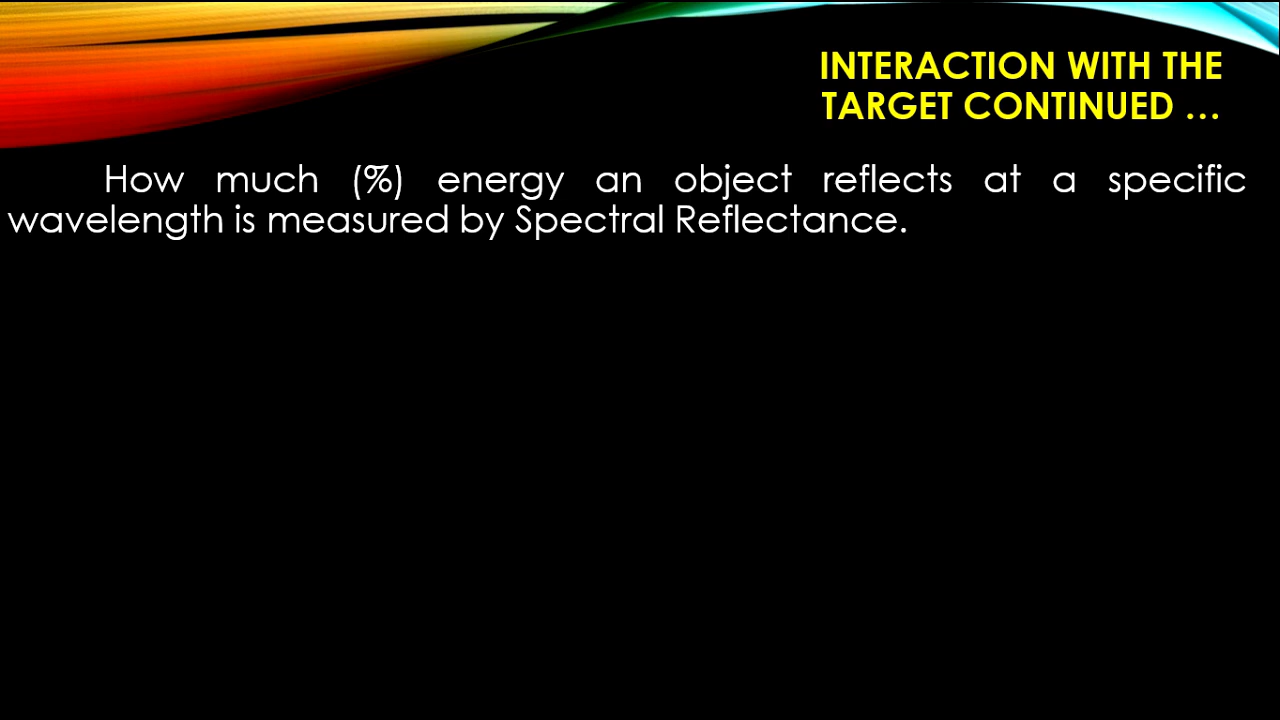 INTERACTION WITH THE
TARGET CONTINUED …
How much (%) energy an object reflects at a specific
wavelength is measured by Spectral Reflectance.